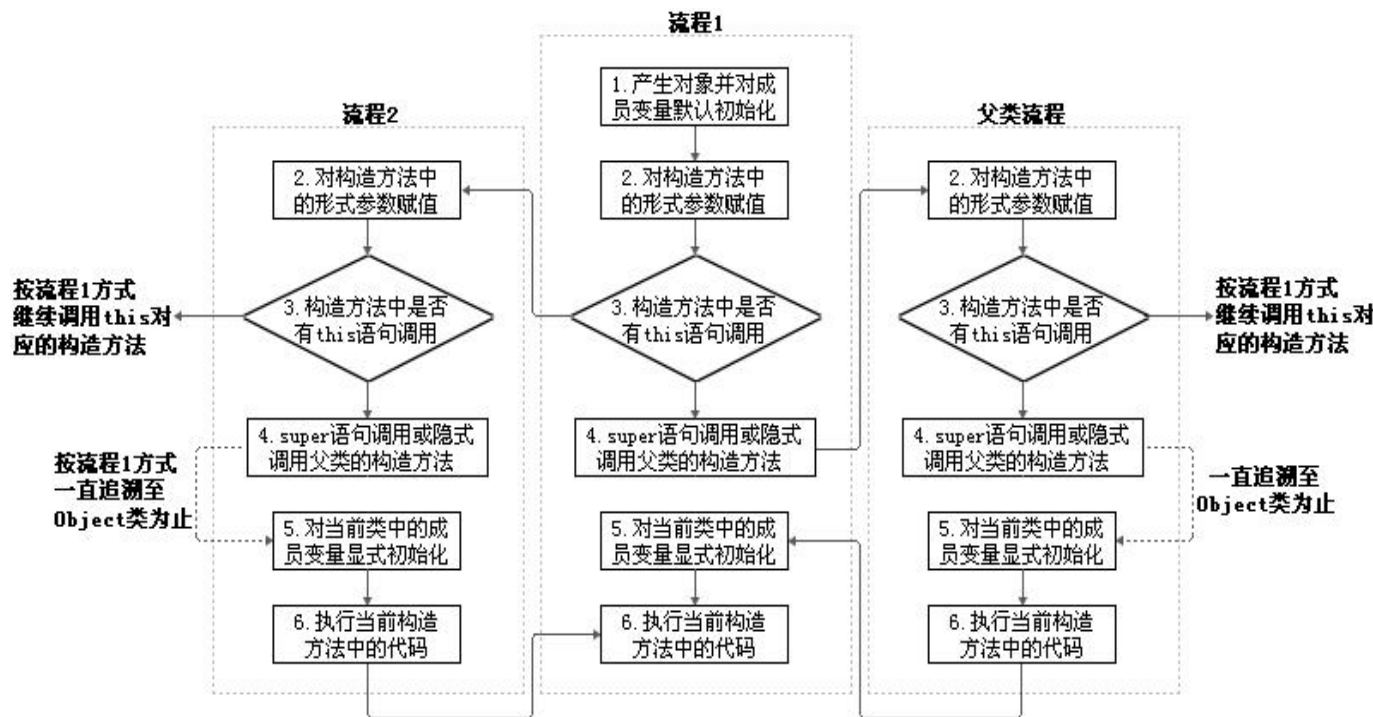 流程1
1.产生对象并对成
员变量默认初始化
2.对构造方法中
的形式参数赋值
3.构造方法中是否
有this语句调用
4.super语句调用或隐式
调用父类的构造方法
5.对当前类中的成
员变量显式初始化
6.执行当前构造
方法中的代码
流程2
2.对构造方法中
的形式参数赋值
3.构造方法中是否
有this语句调用
按流程1方式
继续调用this对
应的构造方法
4.super语句调用或隐式
调用父类的构造方法
按流程1方式
一直追溯至
Object类为止
5.对当前类中的成
员变量显式初始化
6.执行当前构造
方法中的代码
父类流程
2.对构造方法中
的形式参数赋值
3.构造方法中是否
有this语句调用
按流程1方式
继续调用this对
应的构造方法
4.super语句调用或隐式
调用父类的构造方法
一直追溯至
Object类为止
5.对当前类中的成
员变量显式初始化
6.执行当前构造
方法中的代码